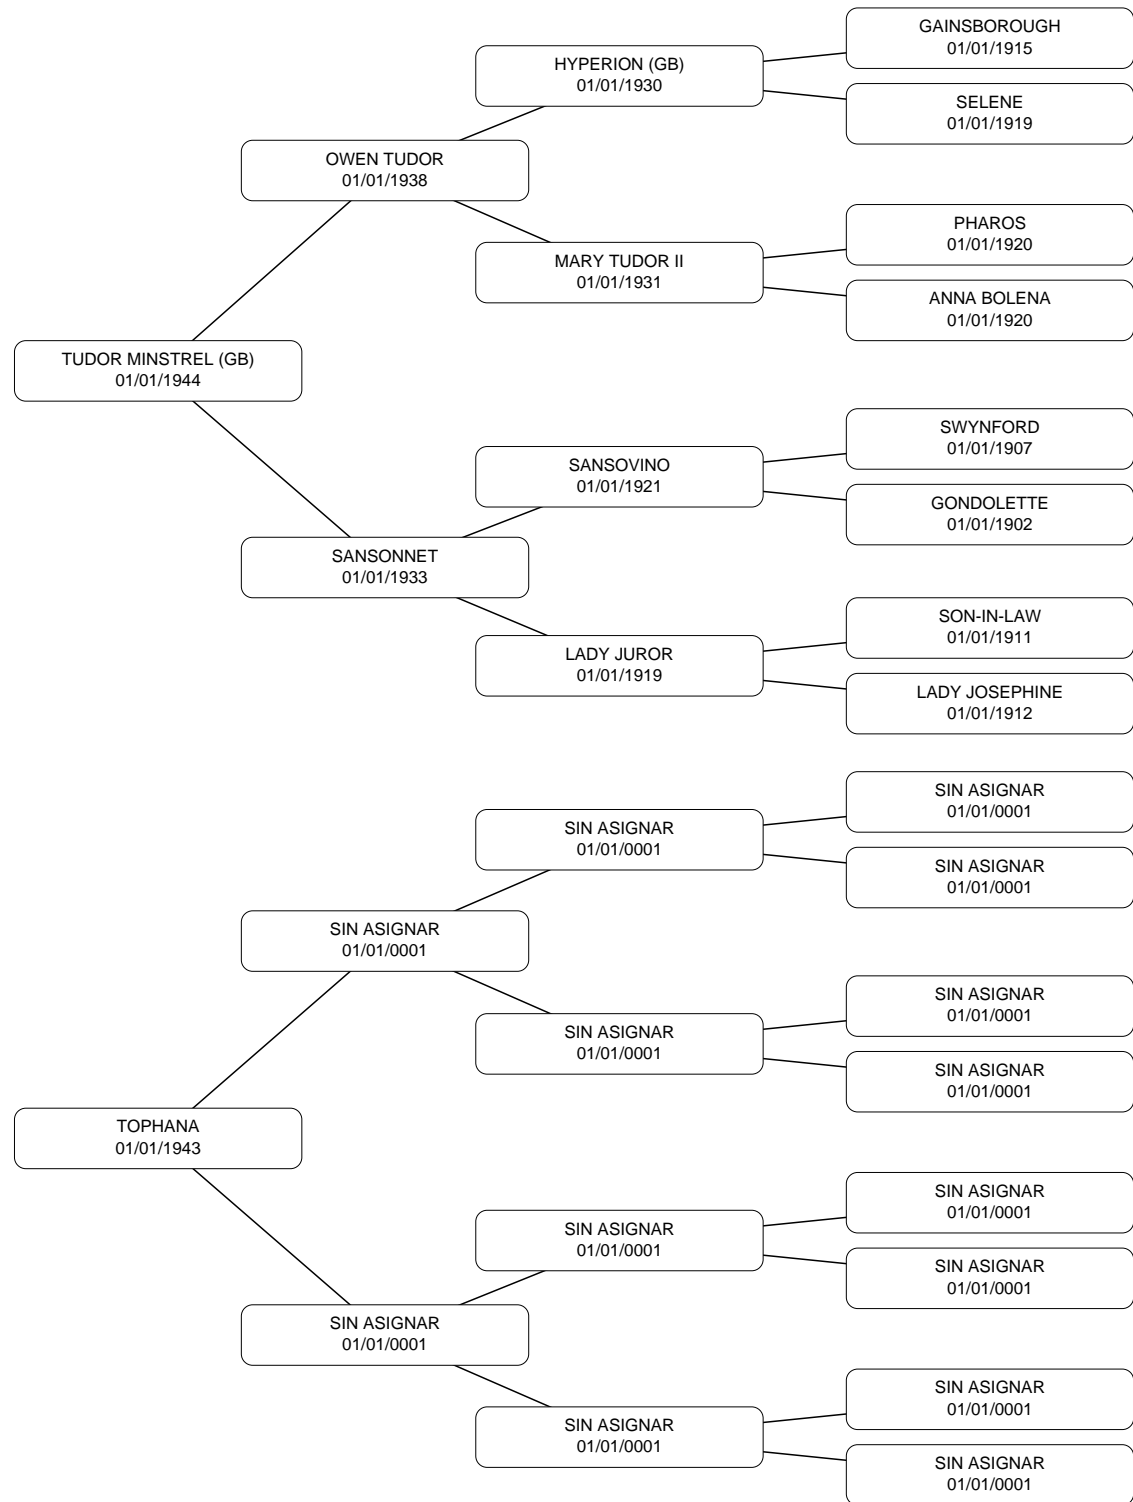 GAINSBOROUGH
01/01/1915
HYPERION (GB)
01/01/1930
SELENE
01/01/1919
OWEN TUDOR
01/01/1938
PHAROS
01/01/1920
MARY TUDOR II
01/01/1931
ANNA BOLENA
01/01/1920
TUDOR MINSTREL (GB)
01/01/1944
SWYNFORD
01/01/1907
SANSOVINO
01/01/1921
GONDOLETTE
01/01/1902
SANSONNET
01/01/1933
SON-IN-LAW
01/01/1911
LADY JUROR
01/01/1919
LADY JOSEPHINE
01/01/1912
SIN ASIGNAR
01/01/0001
SIN ASIGNAR
01/01/0001
SIN ASIGNAR
01/01/0001
SIN ASIGNAR
01/01/0001
SIN ASIGNAR
01/01/0001
SIN ASIGNAR
01/01/0001
SIN ASIGNAR
01/01/0001
TOPHANA
01/01/1943
SIN ASIGNAR
01/01/0001
SIN ASIGNAR
01/01/0001
SIN ASIGNAR
01/01/0001
SIN ASIGNAR
01/01/0001
SIN ASIGNAR
01/01/0001
SIN ASIGNAR
01/01/0001
SIN ASIGNAR
01/01/0001